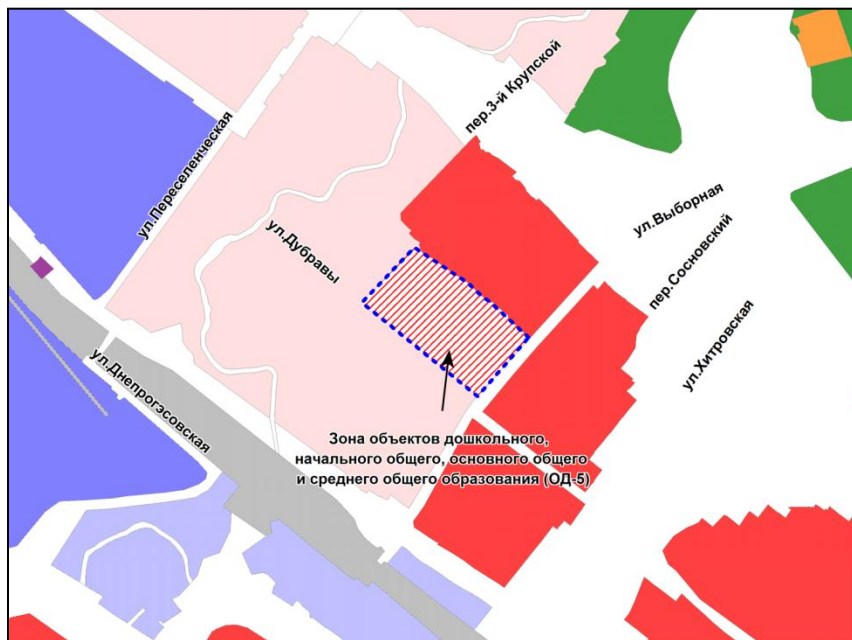 пер.3-й Крупской
ул.Переселенческая
ул.Выборная
ул.Дубравы
пер.Сосновский
ул.Хитровская
ул.Днепрогэсовская
Зона объектов дошкольного,
начального общего, основного общего
и среднего общего образования (ОД-5)